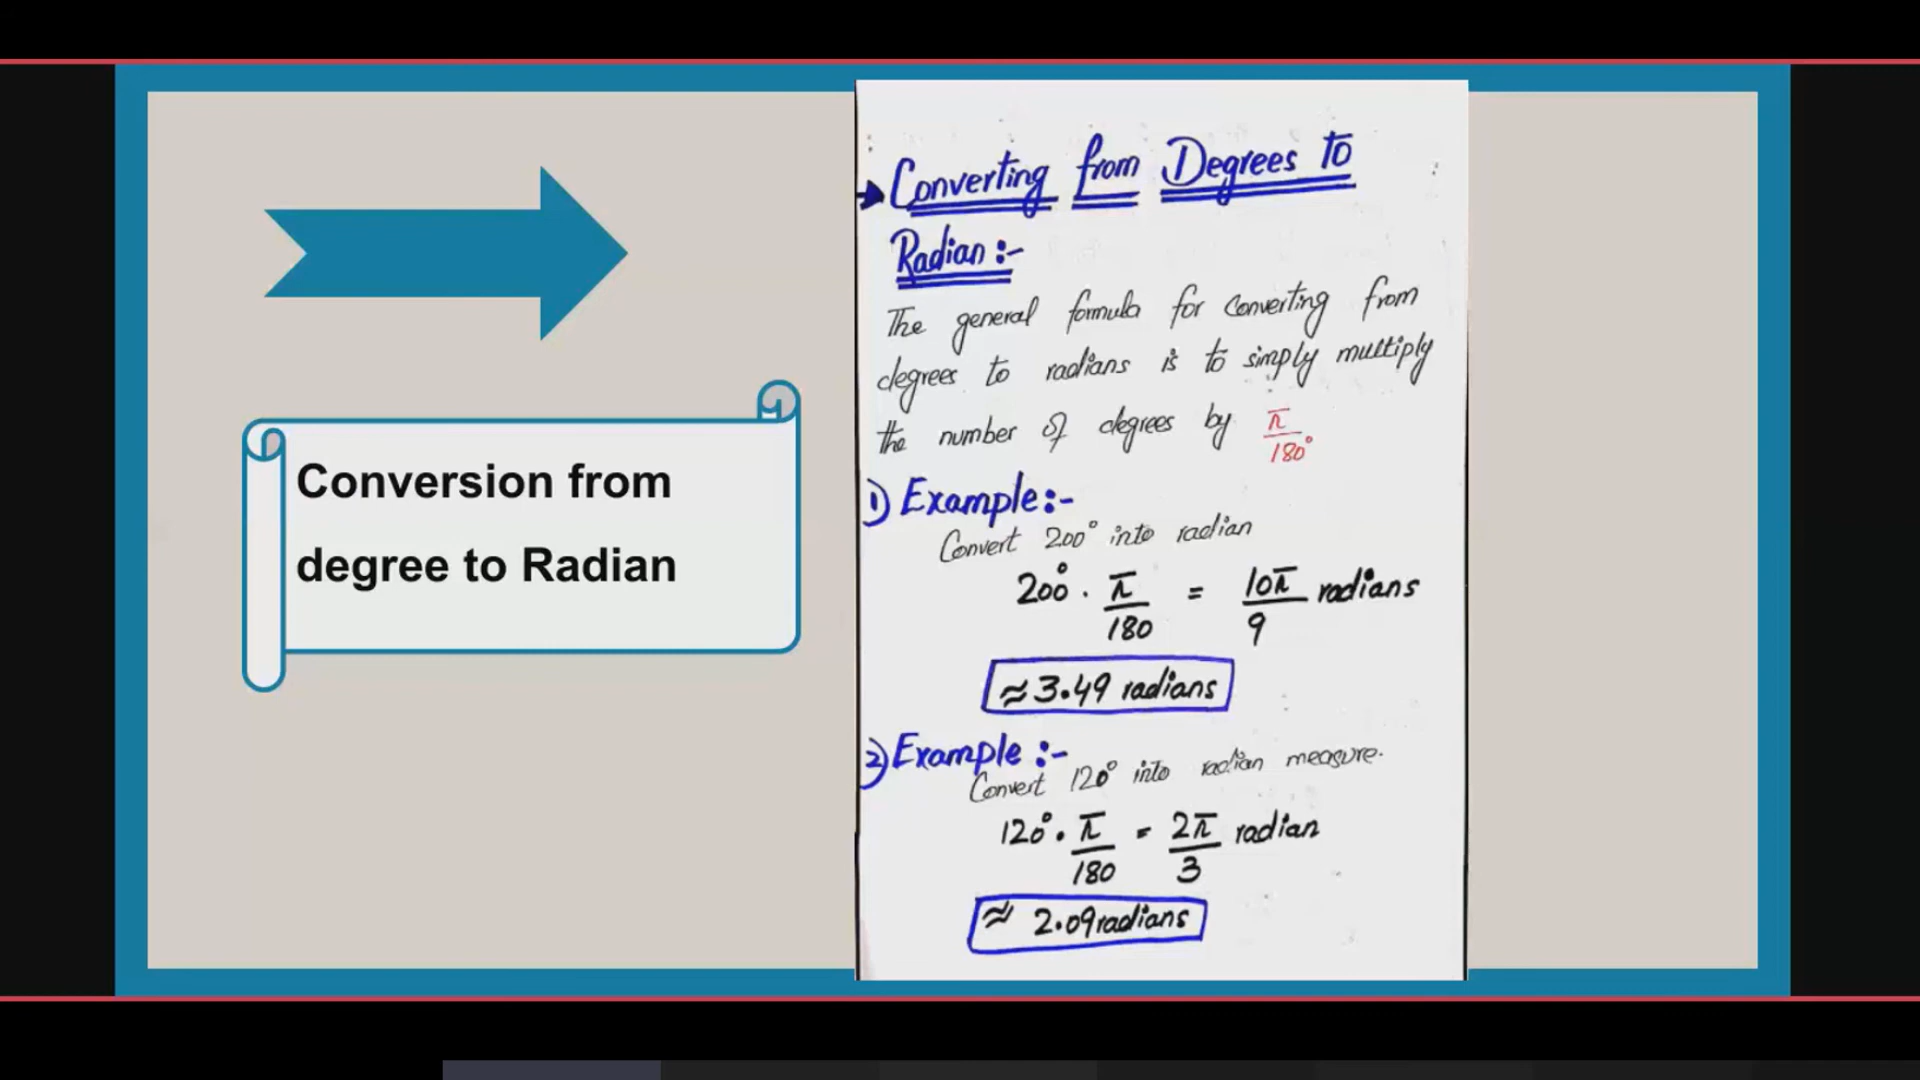 Conversion from
degree to Radian
→ Converting from Degrees to
Radian :-
The general formula for converting from
degrees to radians is to simply multiply
the number of degrees by π/180°
1) Example:-
Convert 200° into radian
200° · π/180 = 10π/9 radians
≈ 3.49 radians
2) Example :-
Convert 120° into radian measure.
120° · π/180 = 2π/3 radian
≈ 2.09 radians